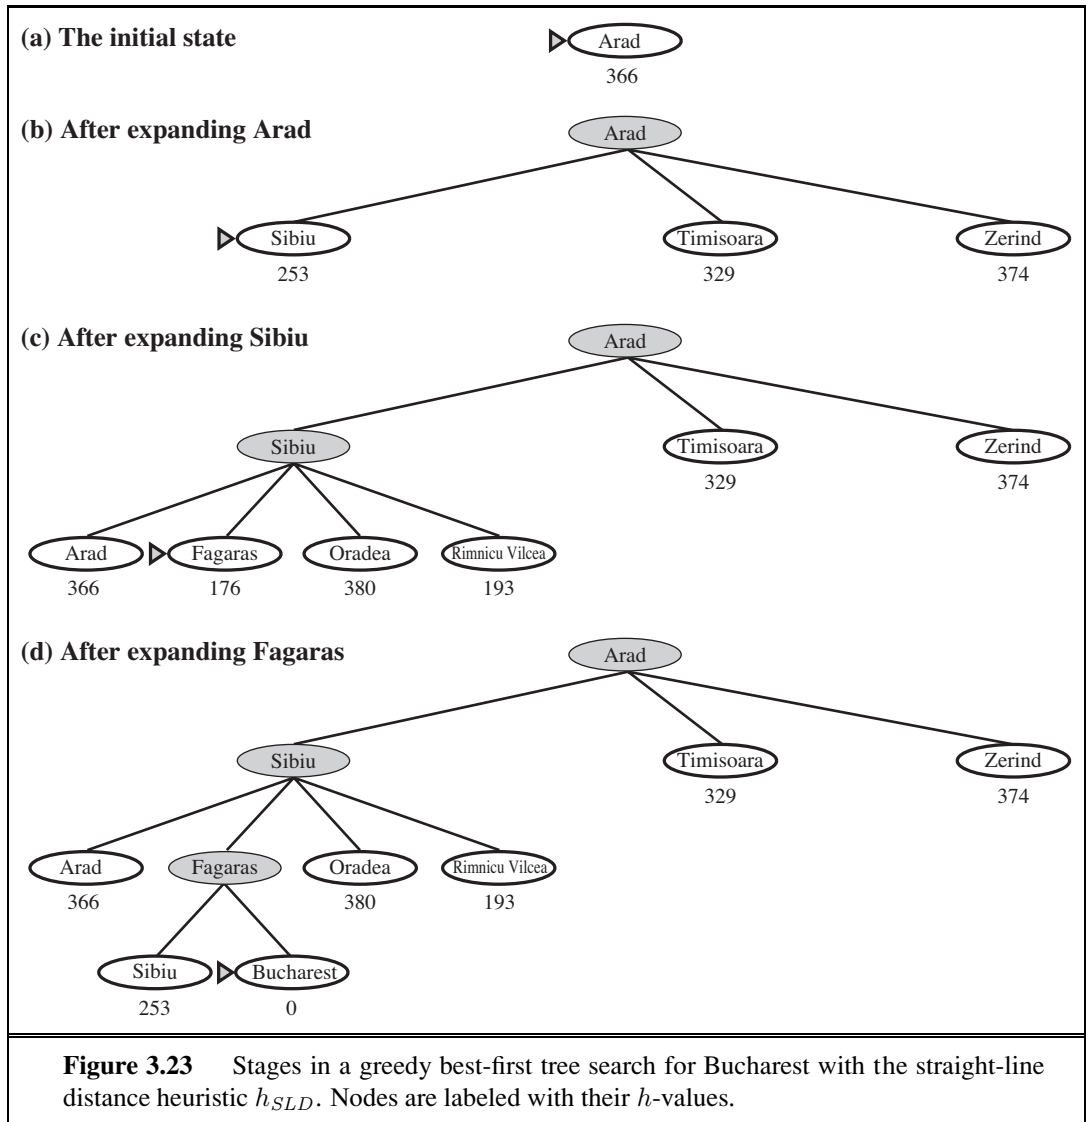 (a) The initial state
Arad
366
(b) After expanding Arad
Arad
Sibiu Timisoara Zerind
253 329 374
(c) After expanding Sibiu
Arad
Sibiu Timisoara Zerind
329 374
Arad Fagaras Oradea Rimnicu Vilcea
366 176 380 193
(d) After expanding Fagaras
Arad
Sibiu Timisoara Zerind
329 374
Arad Fagaras Oradea Rimnicu Vilcea
366 380 193
Sibiu Bucharest
253 0
Figure 3.23 Stages in a greedy best-first tree search for Bucharest with the straight-line
distance heuristic hSLD. Nodes are labeled with their h-values.